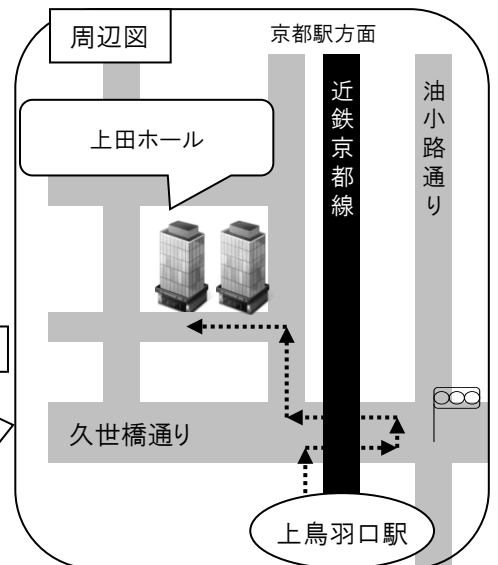 周辺図
京都駅方面
上田ホール
近鉄京都線
油小路通り
久世橋通り
上鳥羽口駅